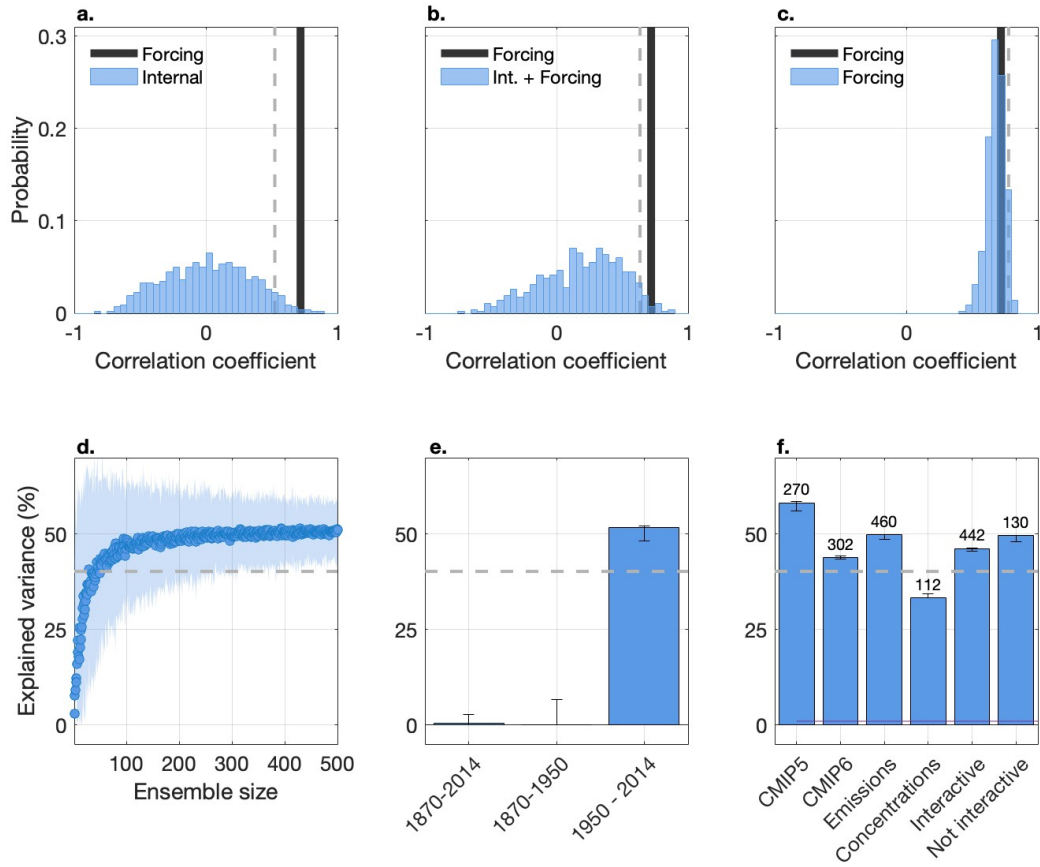 a.
Forcing
Internal
0.3
0.2
0.1
0
Probability
-1 0 1
Correlation coefficient
b.
Forcing
Int. + Forcing
-1 0 1
Correlation coefficient
c.
Forcing
Forcing
-1 0 1
Correlation coefficient
d.
50
25
0
Explained variance (%)
100 200 300 400 500
Ensemble size
e.
50
25
0
1870-2014
1870-1950
1950 - 2014
f.
270
302
460
112
442
130
50
25
0
CMIP5
CMIP6
Emissions
Concentrations
Interactive
Not interactive